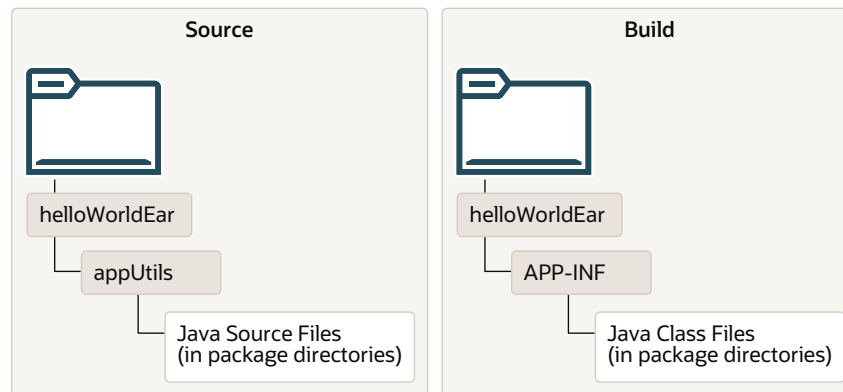 Source
helloWorldEar
appUtils
Java Source Files
(in package directories)
Build
helloWorldEar
APP-INF
Java Class Files
(in package directories)